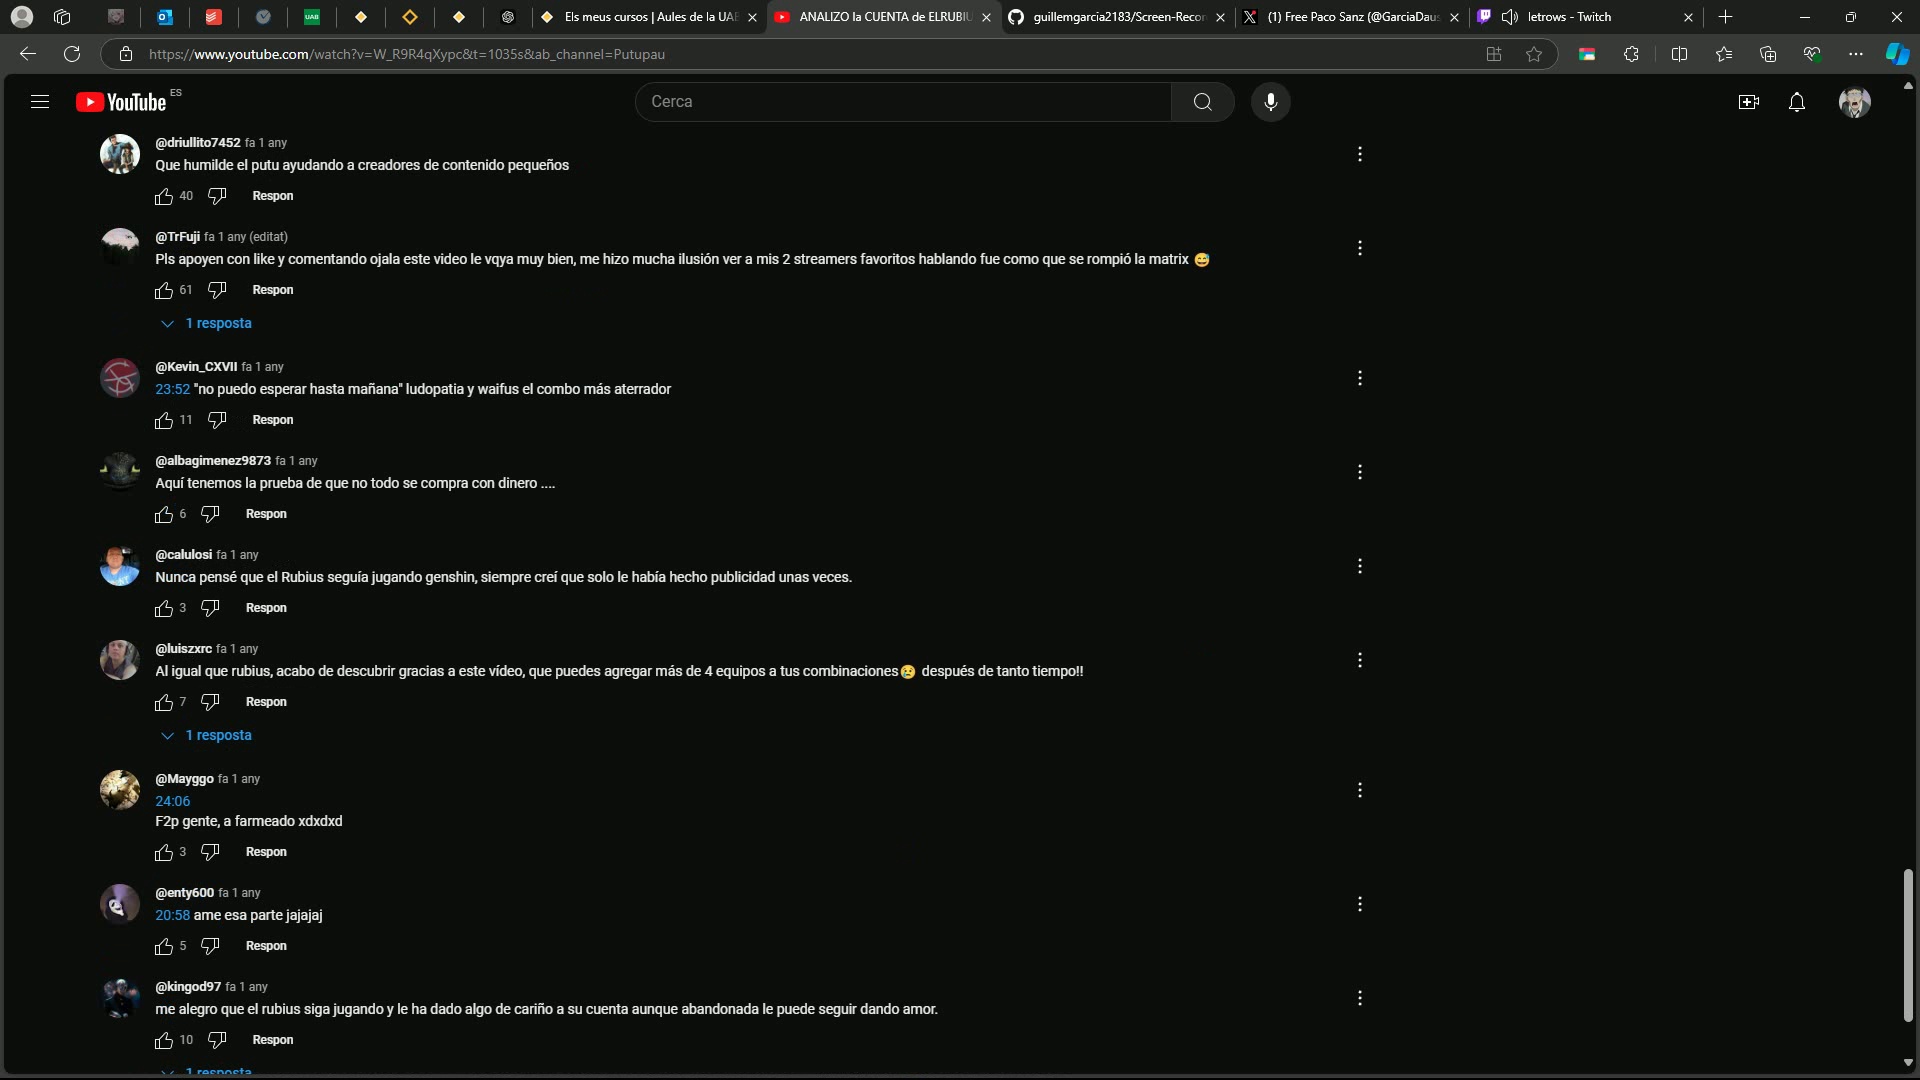 UAB
Els meus cursos | Aules de la UAB
ANALIZO la CUENTA de ELRUBIU
guillemgarcia2183/Screen-Recor
(1) Free Paco Sanz (@GarciaDaus
letrows - Twitch
https://www.youtube.com/watch?v=W_R9R4qXypc&t=1035s&ab_channel=Putupau
YouTube ES
Cerca
@driullito7452 fa 1 any
Que humilde el putu ayudando a creadores de contenido pequeños
40 Respon
@TrFuji fa 1 any (editat)
Pls apoyen con like y comentando ojala este video le vqya muy bien, me hizo mucha ilusión ver a mis 2 streamers favoritos hablando fue como que se rompió la matrix 😅
61 Respon
1 resposta
@Kevin_CXVII fa 1 any
23:52 "no puedo esperar hasta mañana" ludopatia y waifus el combo más aterrador
11 Respon
@albagimenez9873 fa 1 any
Aquí tenemos la prueba de que no todo se compra con dinero ....
6 Respon
@calulosi fa 1 any
Nunca pensé que el Rubius seguía jugando genshin, siempre creí que solo le había hecho publicidad unas veces.
3 Respon
@luiszxrc fa 1 any
Al igual que rubius, acabo de descubrir gracias a este vídeo, que puedes agregar más de 4 equipos a tus combinaciones😢 después de tanto tiempo!!
7 Respon
1 resposta
@Mayggo fa 1 any
24:06
F2p gente, a farmeado xdxdxd
3 Respon
@enty600 fa 1 any
20:58 ame esa parte jajajaj
5 Respon
@kingod97 fa 1 any
me alegro que el rubius siga jugando y le ha dado algo de cariño a su cuenta aunque abandonada le puede seguir dando amor.
10 Respon
1 resposta